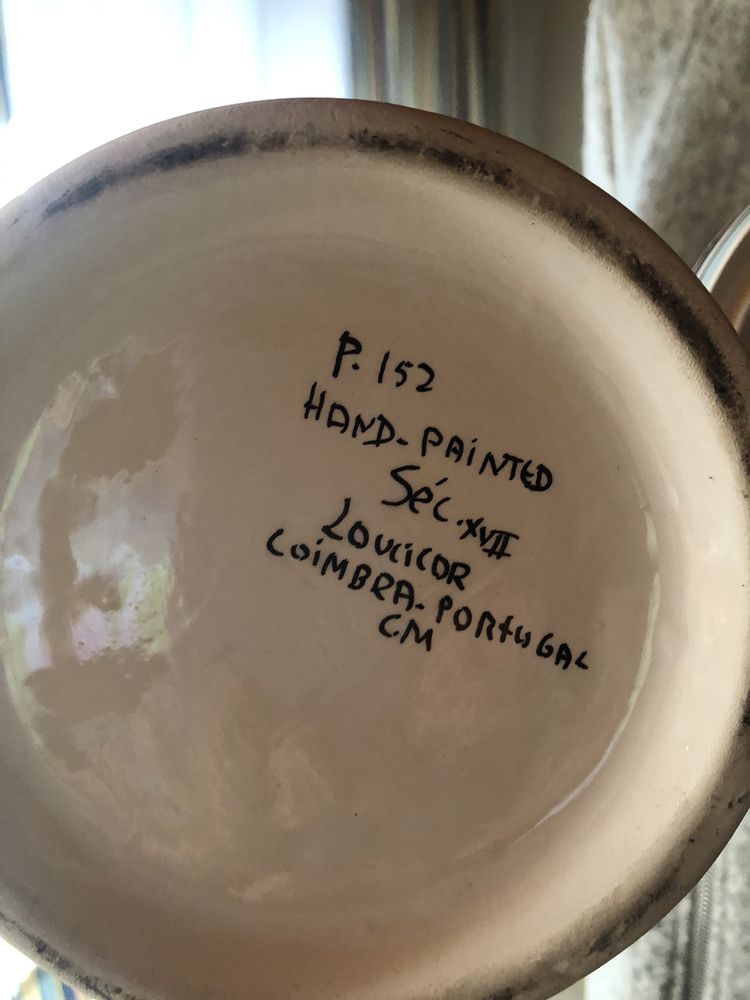 P. 152
HAND-PAINTED
Séc. XVII
LOUCICOR
COIMBRA-PORTUGAL
CM